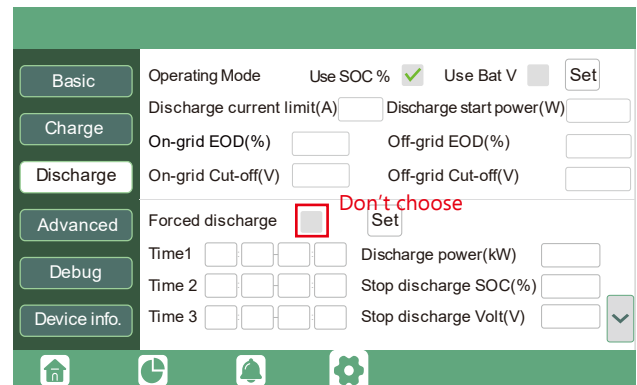 Basic
Charge
Discharge
Advanced
Debug
Device info.
Operating Mode Use SOC % Use Bat V Set
Discharge current limit(A) Discharge start power(W)
On-grid EOD(%) Off-grid EOD(%)
On-grid Cut-off(V) Off-grid Cut-off(V)
Don't choose
Forced discharge Set
Time1 : - : Discharge power(kW)
Time 2 : - : Stop discharge SOC(%)
Time 3 : - : Stop discharge Volt(V)